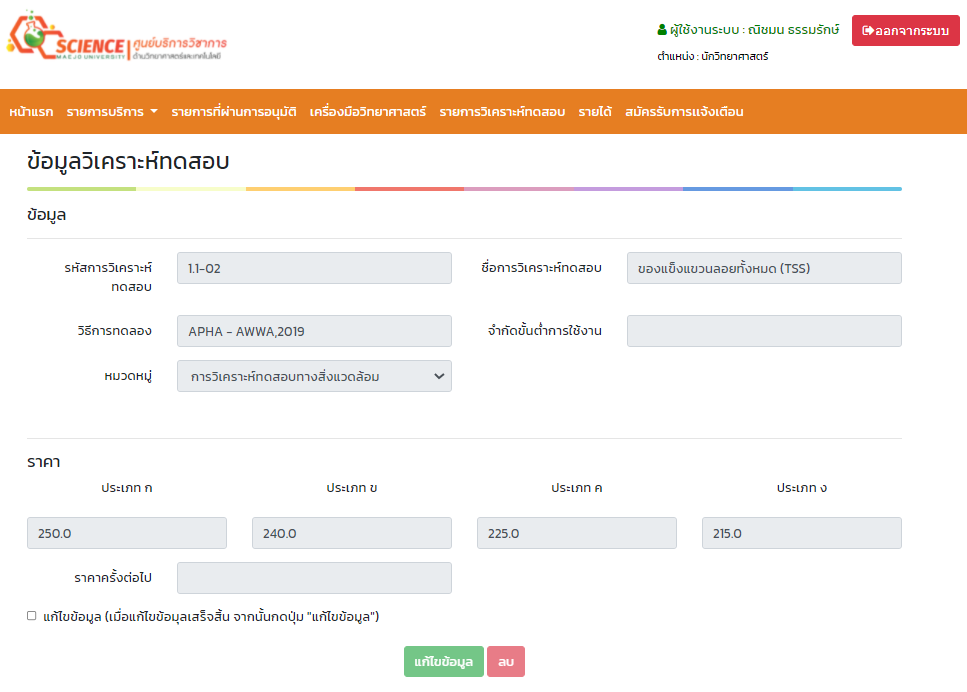 SCIENCE
MAEJO UNIVERSITY
ศูนย์บริการวิชาการ
ด้านวิทยาศาสตร์และเทคโนโลยี
ผู้ใช้งานระบบ : ณิชมน ธรรมรักษ์
ออกจากระบบ
ตำแหน่ง : นักวิทยาศาสตร์
หน้าแรก รายการบริการ รายการที่ผ่านการอนุมัติ เครื่องมือวิทยาศาสตร์ รายการวิเคราะห์ทดสอบ รายได้ สมัครรับการแจ้งเตือน
ข้อมูลวิเคราะห์ทดสอบ
ข้อมูล
รหัสการวิเคราะห์
ทดสอบ
1.1-02
ชื่อการวิเคราะห์ทดสอบ
ของแข็งแขวนลอยทั้งหมด (TSS)
วิธีการทดลอง
APHA - AWWA,2019
จำกัดขั้นต่ำการใช้งาน
หมวดหมู่
การวิเคราะห์ทดสอบทางสิ่งแวดล้อม
ราคา
ประเภท ก ประเภท ข ประเภท ค ประเภท ง
250.0 240.0 225.0 215.0
ราคาครั้งต่อไป
แก้ไขข้อมูล (เมื่อแก้ไขข้อมุลเสร็จสิ้น จากนั้นกดปุ่ม "แก้ไขข้อมูล")
แก้ไขข้อมูล ลบ